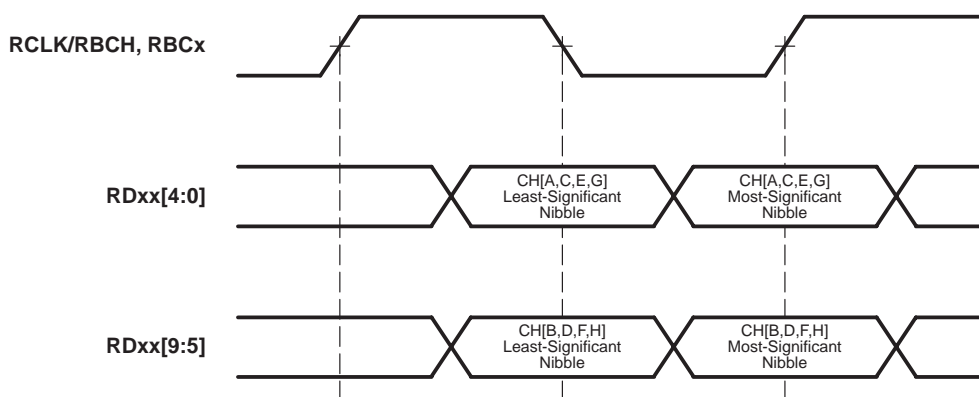 RCLK/RBCH, RBCx
RDxx[4:0]
CH[A,C,E,G]
Least-Significant
Nibble
CH[A,C,E,G]
Most-Significant
Nibble
RDxx[9:5]
CH[B,D,F,H]
Least-Significant
Nibble
CH[B,D,F,H]
Most-Significant
Nibble